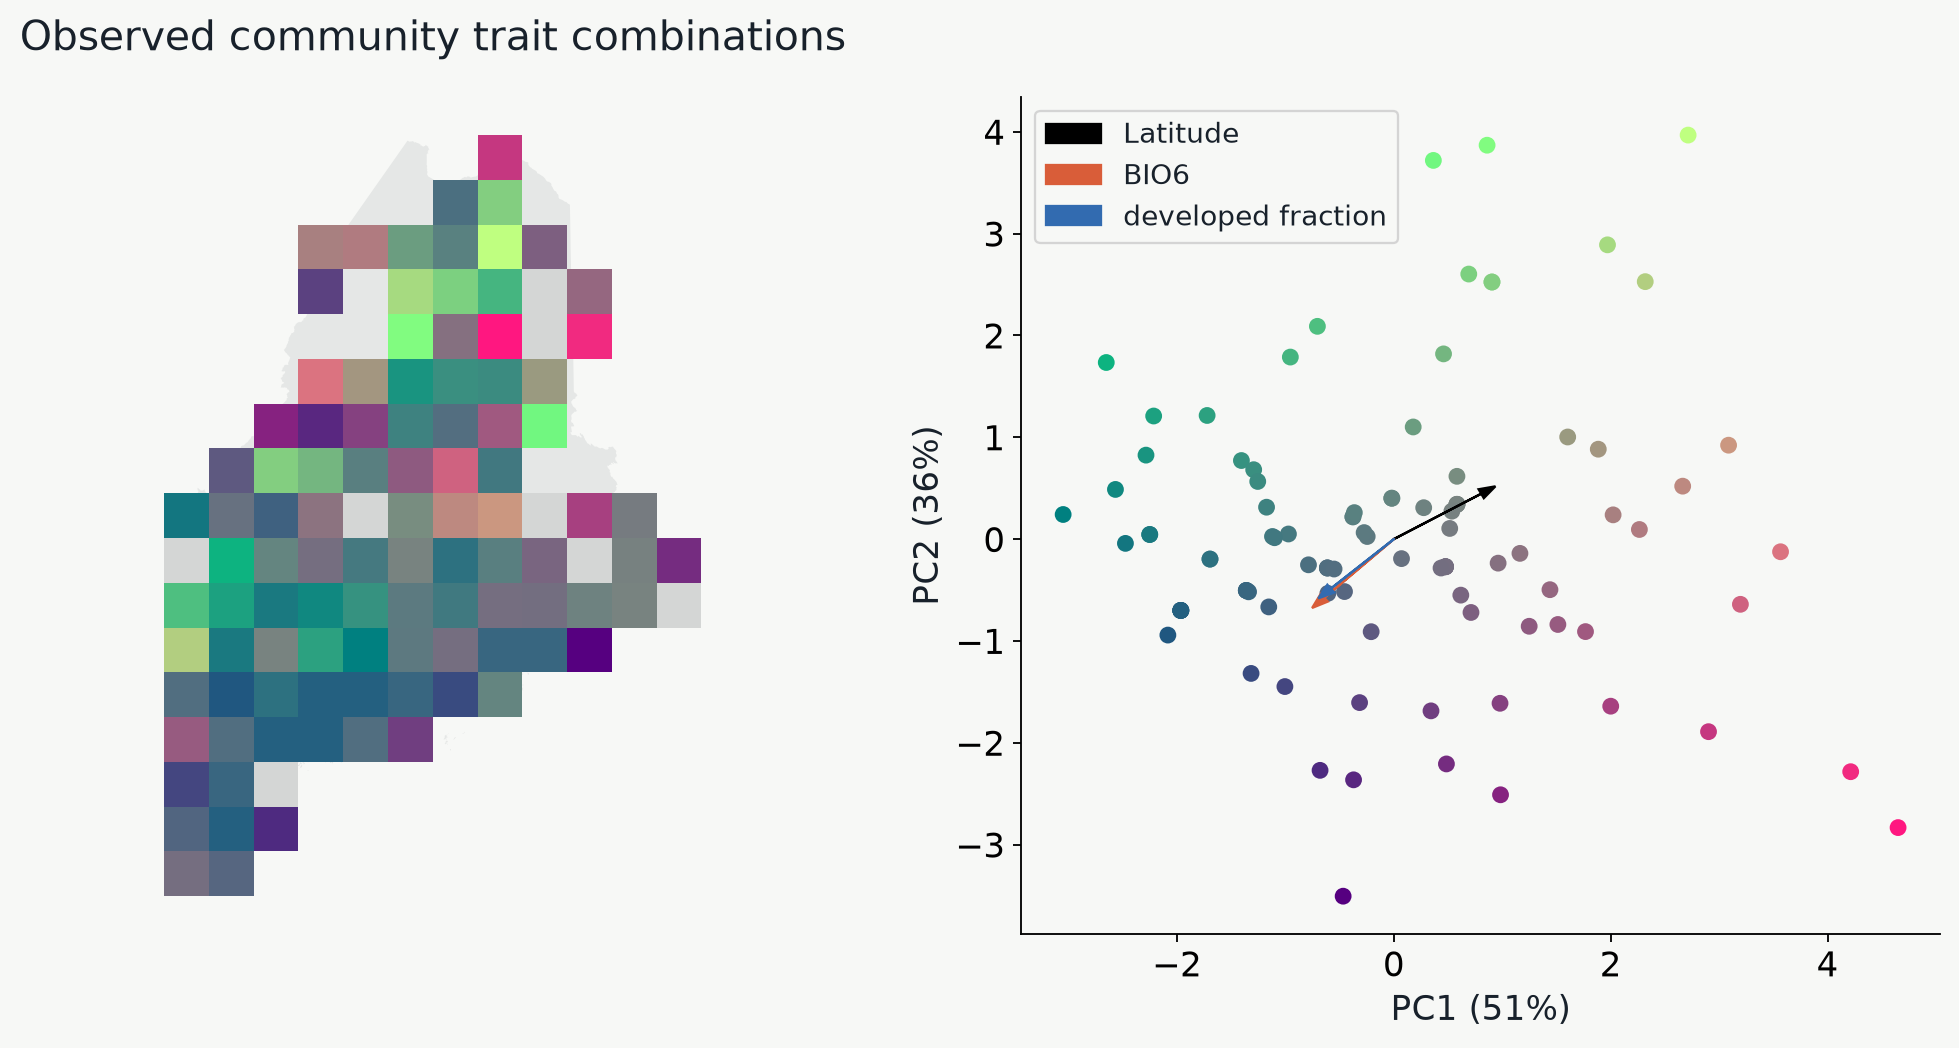 Observed community trait combinations
Latitude
BIO6
developed fraction
4
3
2
1
0
−1
−2
−3
PC2 (36%)
−2
0
2
4
PC1 (51%)